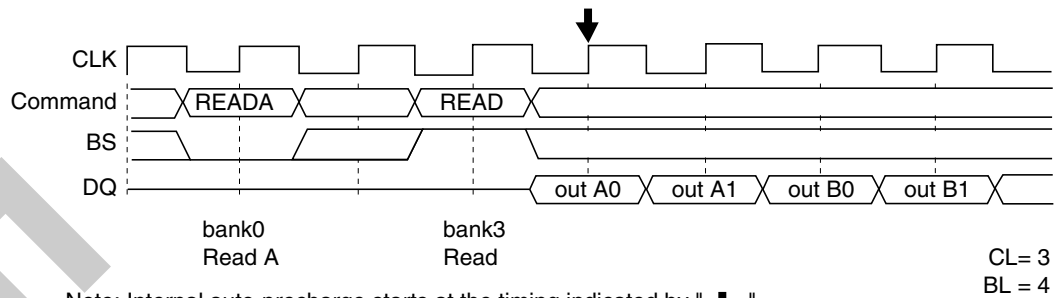 CLK
Command READA READ
BS
DQ out A0 out A1 out B0 out B1
bank0 bank3
Read A Read
CL= 3
BL = 4
Note: Internal auto-precharge starts at the timing indicated by " ".